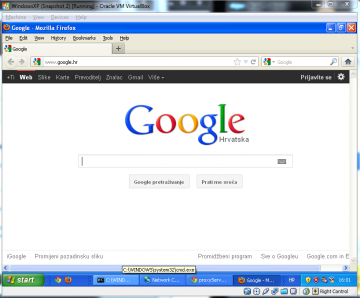 WindowsXP (Snapshot 2) [Running] - Oracle VM VirtualBox
Machine View Devices Help
Google - Mozilla Firefox
File Edit View History Bookmarks Tools Help
Google
www.google.hr
Google
+Ti Web Slike Karte Prevoditelj Znalac Gmail Više
Prijavite se
Google
Hrvatska
Google pretraživanje
iGoogle Promijeni pozadinsku sliku Promidžbeni program Sve o Googleu Google.com in E
C:\WINDOWS\system32\cmd.exe
start
Network C
Google - M
HR
Right Control